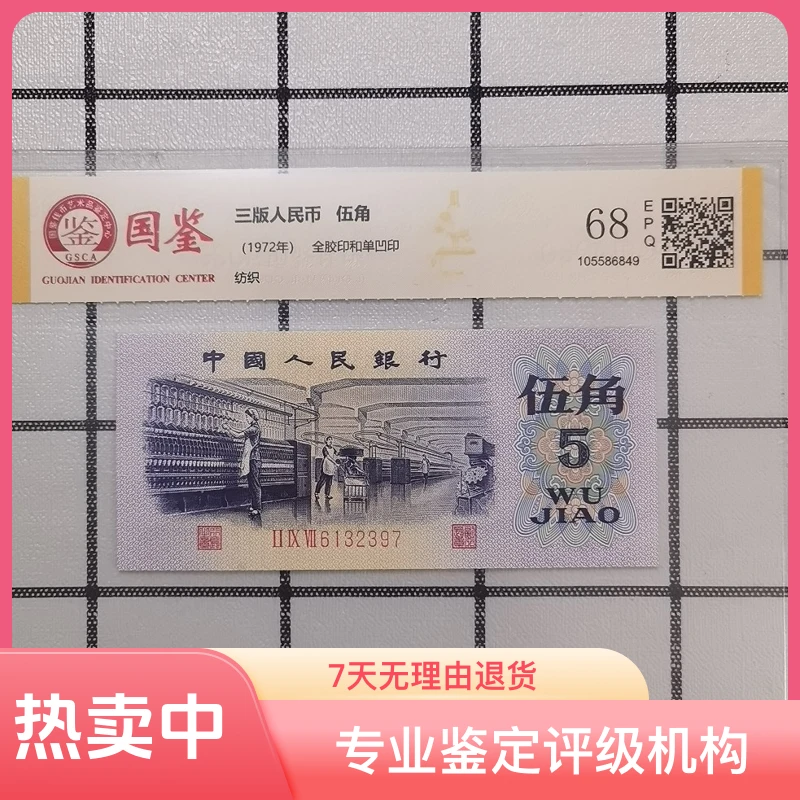 国鉴
GSCA
GUOJIAN IDENTIFICATION CENTER
三版人民币 伍角
(1972年) 全胶印和单凹印
纺织
68
EPQ
105586849
中國人民銀行
伍角
5
WU
JIAO
II IX VII 6132397
7天无理由退货
热卖中
专业鉴定评级机构